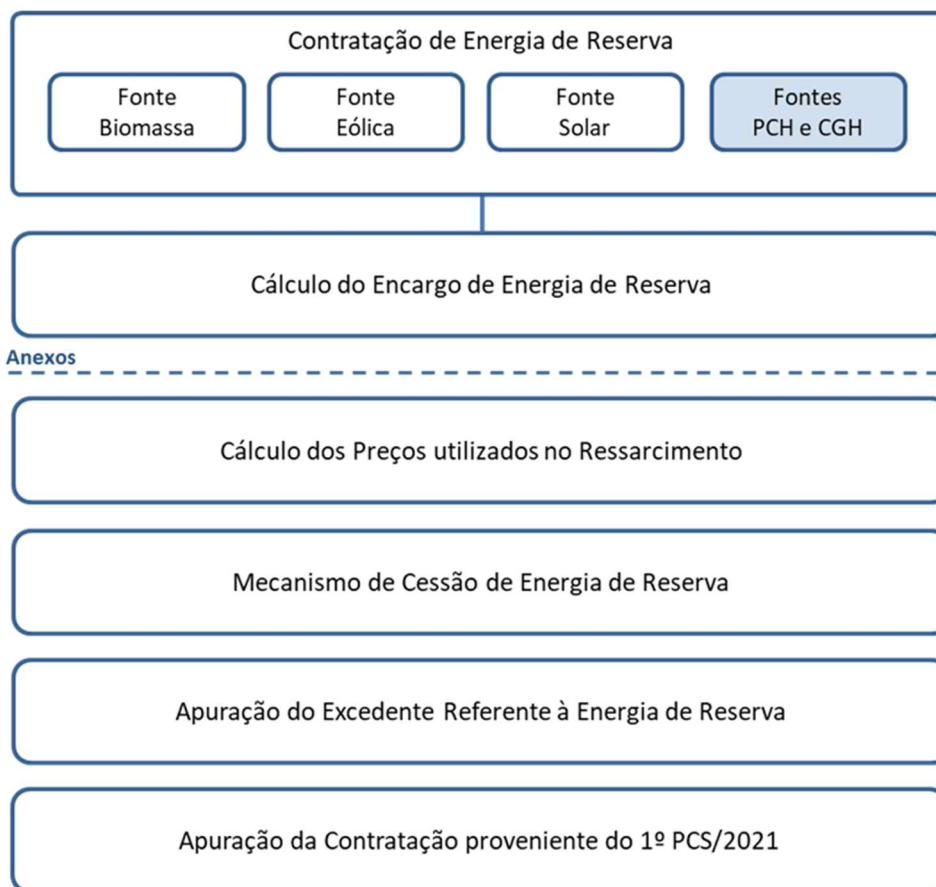 Contratação de Energia de Reserva
Fonte
Biomassa
Fonte
Eólica
Fonte
Solar
Fontes
PCH e CGH
Cálculo do Encargo de Energia de Reserva
Anexos
Cálculo dos Preços utilizados no Ressarcimento
Mecanismo de Cessão de Energia de Reserva
Apuração do Excedente Referente à Energia de Reserva
Apuração da Contratação proveniente do 1º PCS/2021